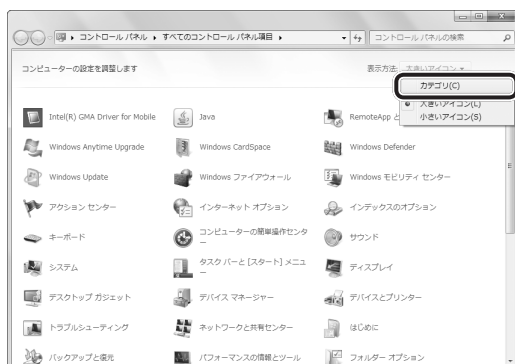 コントロール パネル ▸ すべてのコントロール パネル項目 ▸
コントロール パネルの検索
コンピューターの設定を調整します
表示方法: 大きいアイコン ▾
カテゴリ(C)
大きいアイコン(L)
小さいアイコン(S)
Intel(R) GMA Driver for Mobile
Java
RemoteApp と
Windows Anytime Upgrade
Windows CardSpace
Windows Defender
Windows Update
Windows ファイアウォール
Windows モビリティ センター
アクション センター
インターネット オプション
インデックスのオプション
キーボード
コンピューターの簡単操作センター
サウンド
システム
タスク バーと [スタート] メニュー
ディスプレイ
デスクトップ ガジェット
デバイス マネージャー
デバイスとプリンター
トラブルシューティング
ネットワークと共有センター
はじめに
バックアップと復元
パフォーマンスの情報とツール
フォルダー オプション